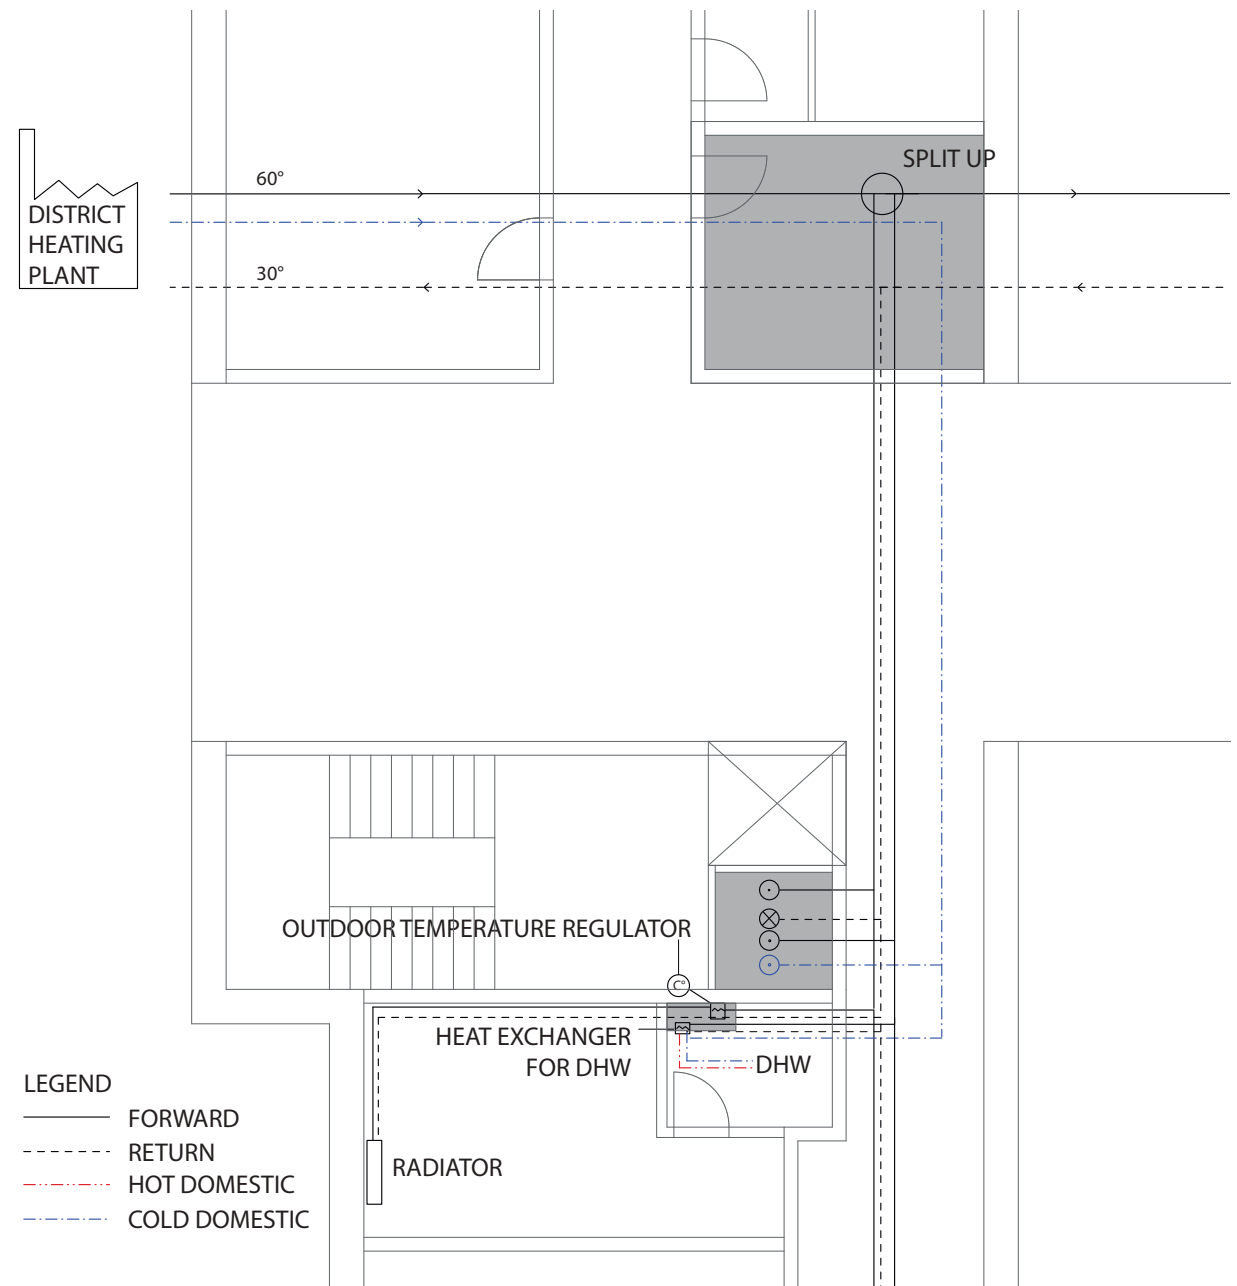 SPLIT UP
60°
DISTRICT
HEATING
PLANT
30°
OUTDOOR TEMPERATURE REGULATOR
C°
HEAT EXCHANGER
FOR DHW
DHW
LEGEND
FORWARD
RETURN
HOT DOMESTIC
COLD DOMESTIC
RADIATOR